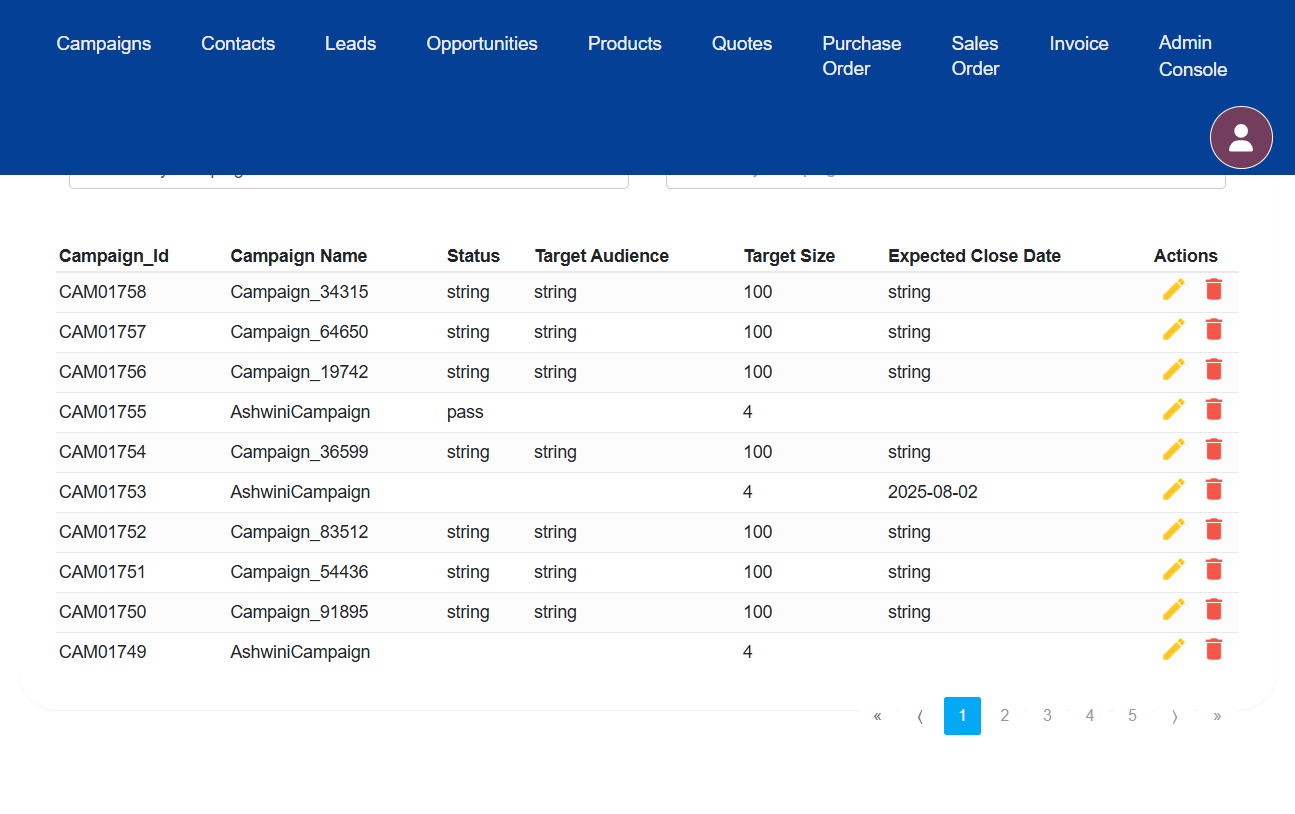 Campaigns Contacts Leads Opportunities Products Quotes Purchase Order Sales Order Invoice Admin Console
Campaign_Id Campaign Name Status Target Audience Target Size Expected Close Date Actions
CAM01758 Campaign_34315 string string 100 string
CAM01757 Campaign_64650 string string 100 string
CAM01756 Campaign_19742 string string 100 string
CAM01755 AshwiniCampaign pass 4
CAM01754 Campaign_36599 string string 100 string
CAM01753 AshwiniCampaign 4 2025-08-02
CAM01752 Campaign_83512 string string 100 string
CAM01751 Campaign_54436 string string 100 string
CAM01750 Campaign_91895 string string 100 string
CAM01749 AshwiniCampaign 4
« ⟨ 1 2 3 4 5 ⟩ »